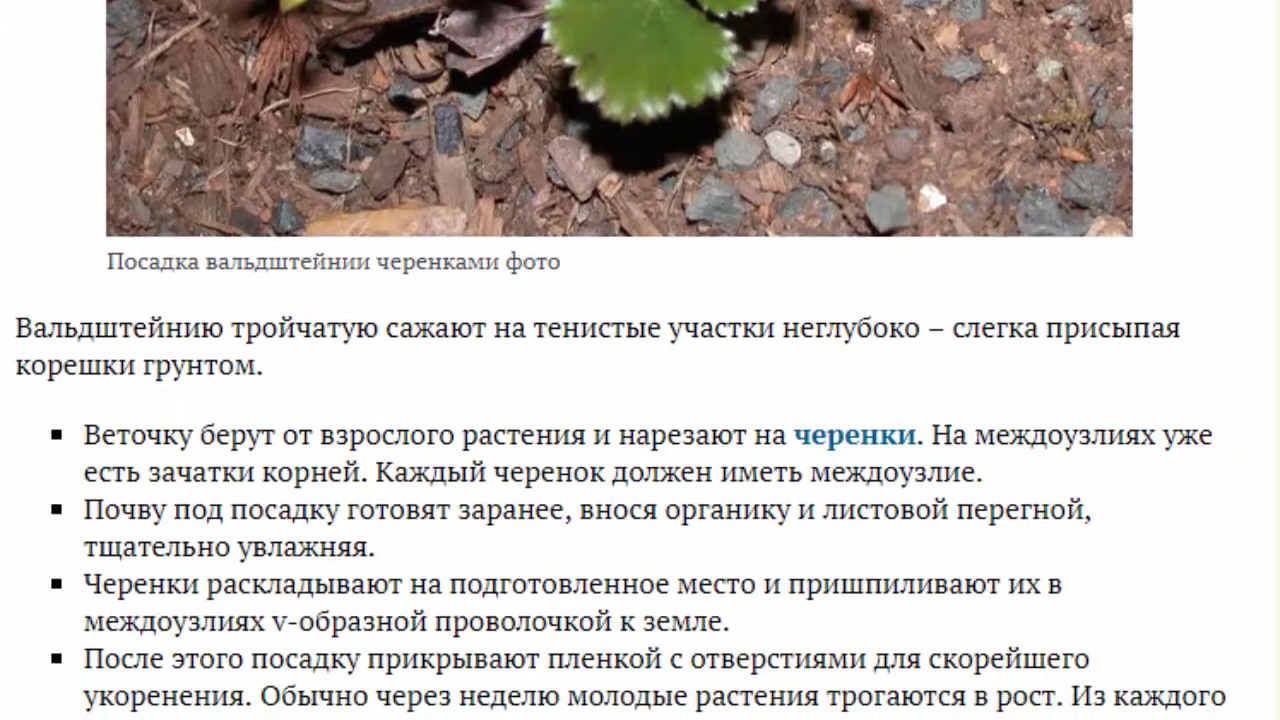 Посадка вальдштейнии черенками фото
Вальдштейнию тройчатую сажают на тенистые участки неглубоко – слегка присыпая
корешки грунтом.
Веточку берут от взрослого растения и нарезают на черенки. На междоузлиях уже
есть зачатки корней. Каждый черенок должен иметь междоузлие.
Почву под посадку готовят заранее, внося органику и листовой перегной,
тщательно увлажняя.
Черенки раскладывают на подготовленное место и пришпиливают их в
междоузлиях v-образной проволочкой к земле.
После этого посадку прикрывают пленкой с отверстиями для скорейшего
укоренения. Обычно через неделю молодые растения трогаются в рост. Из каждого